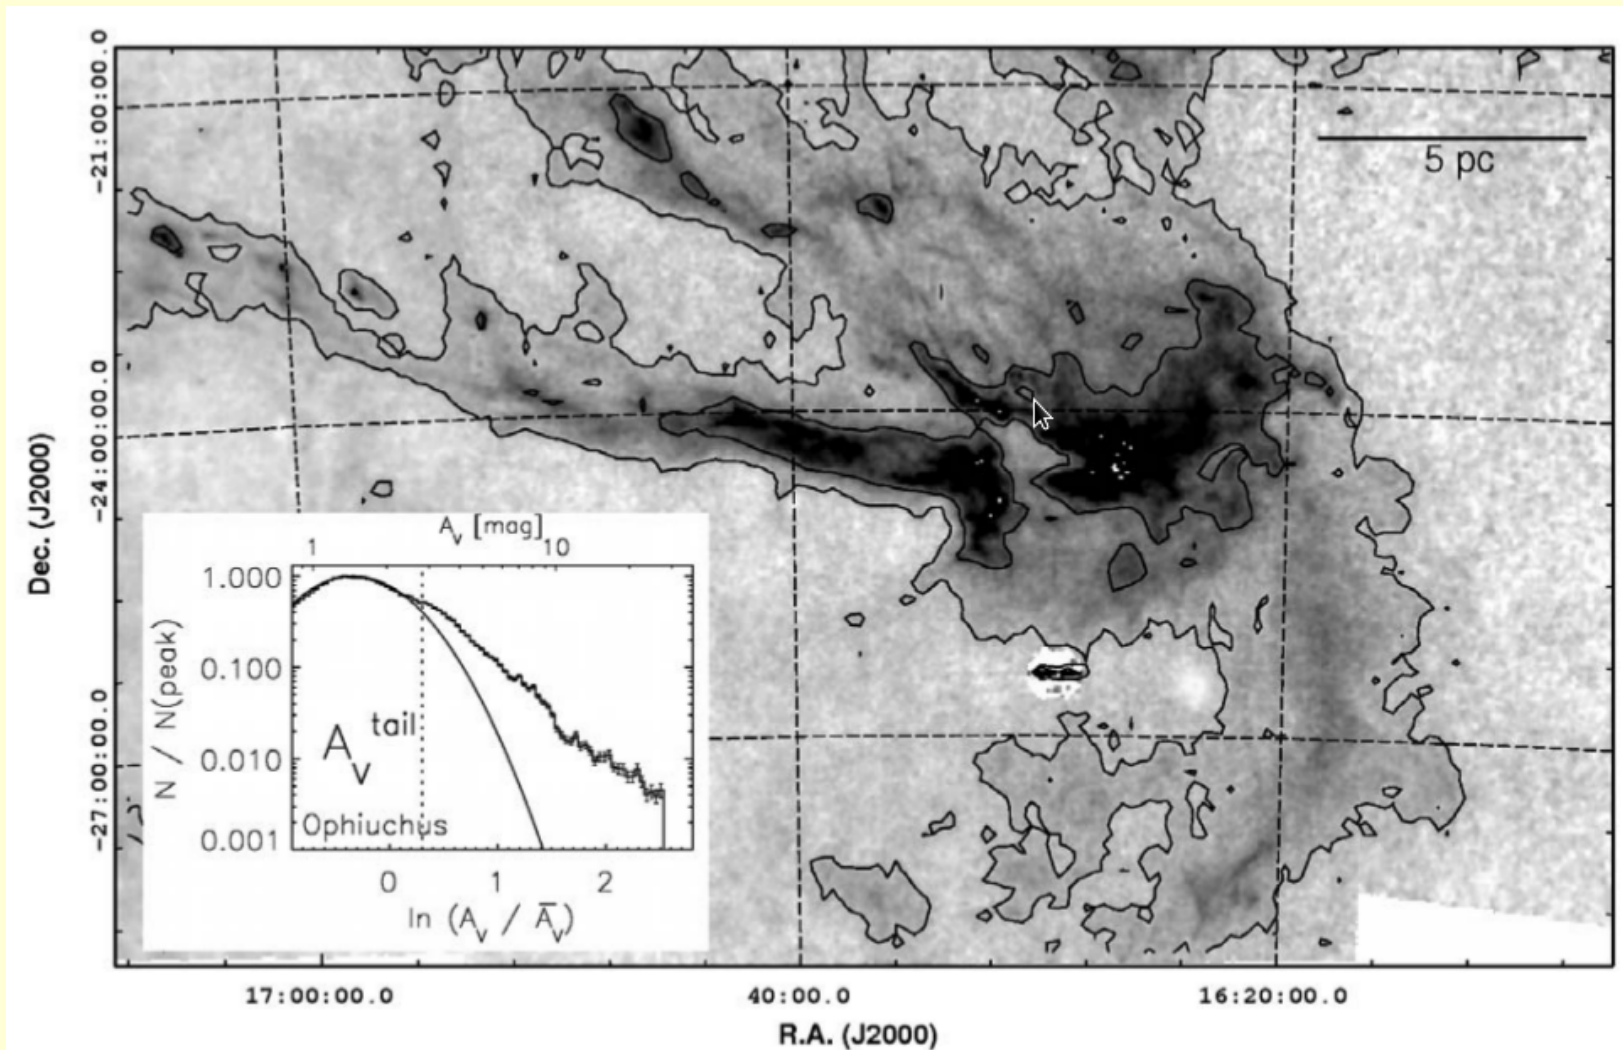 Dec. (J2000)
-21:00:00.0
-24:00:00.0
-27:00:00.0
5 pc
A_v [mag]
1 10
1.000
0.100
0.010
0.001
N / N(peak)
A_v^tail
Ophiuchus
0 1 2
ln (A_v / A̅_v)
17:00:00.0 40:00.0 16:20:00.0
R.A. (J2000)